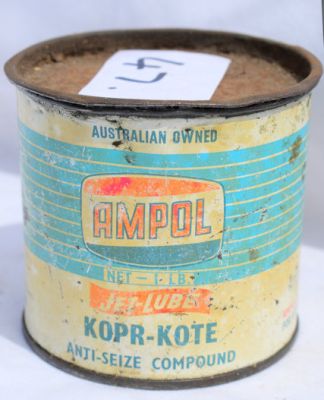 47
AUSTRALIAN OWNED
AMPOL
NET-1 LB
JET-LUBE
KOPR-KOTE
ANTI-SEIZE COMPOUND